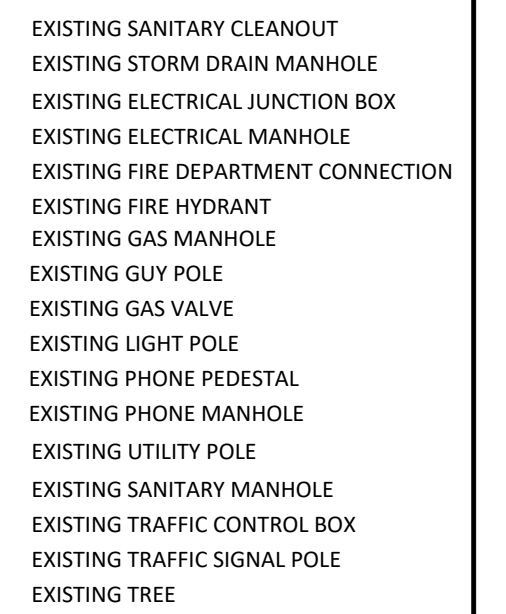 EXISTING SANITARY CLEANOUT
EXISTING STORM DRAIN MANHOLE
EXISTING ELECTRICAL JUNCTION BOX
EXISTING ELECTRICAL MANHOLE
EXISTING FIRE DEPARTMENT CONNECTION
EXISTING FIRE HYDRANT
EXISTING GAS MANHOLE
EXISTING GUY POLE
EXISTING GAS VALVE
EXISTING LIGHT POLE
EXISTING PHONE PEDESTAL
EXISTING PHONE MANHOLE
EXISTING UTILITY POLE
EXISTING SANITARY MANHOLE
EXISTING TRAFFIC CONTROL BOX
EXISTING TRAFFIC SIGNAL POLE
EXISTING TREE